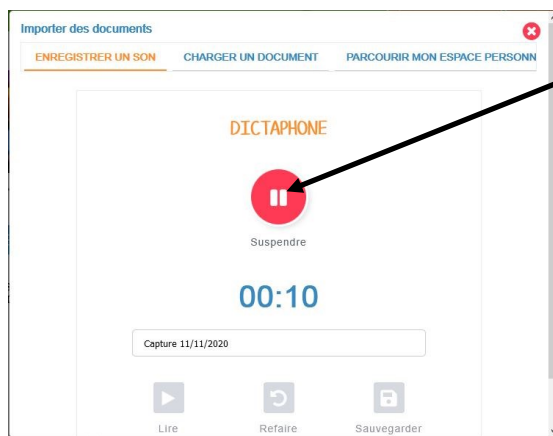 Importer des documents
ENREGISTRER UN SON CHARGER UN DOCUMENT PARCOURIR MON ESPACE PERSONN
DICTAPHONE
Suspendre
00:10
Capture 11/11/2020
Lire Refaire Sauvegarder